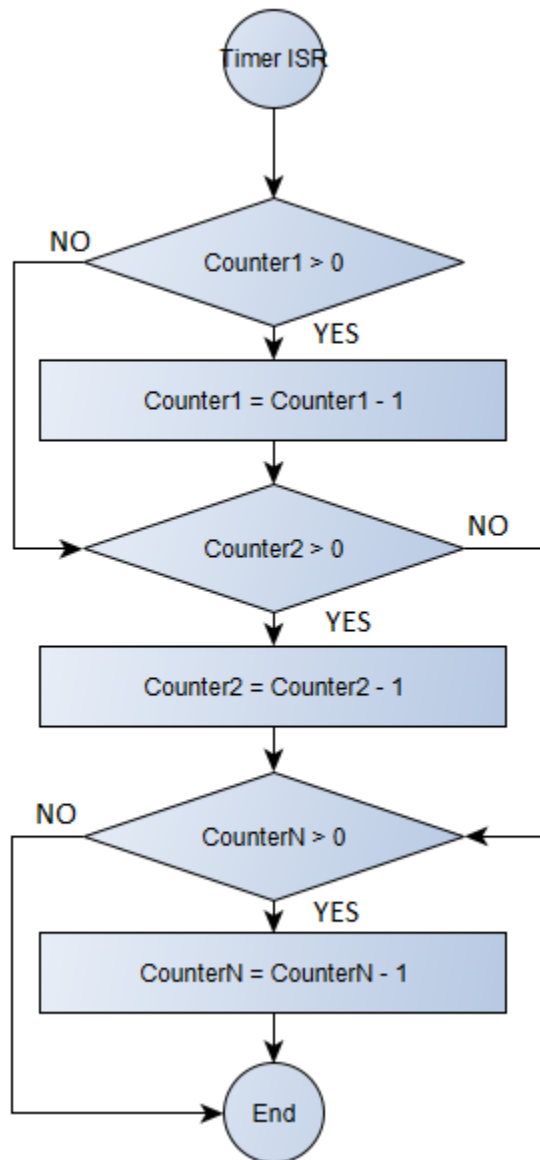 Timer ISR
NO
Counter1 > 0
YES
Counter1 = Counter1 - 1
Counter2 > 0
NO
YES
Counter2 = Counter2 - 1
NO
CounterN > 0
YES
CounterN = CounterN - 1
End